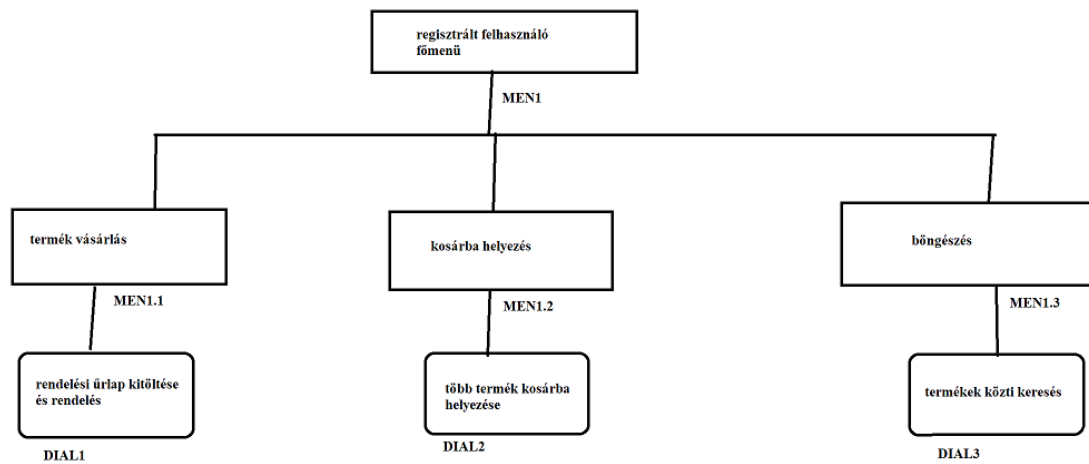 regisztrált felhasználó
főmenü
MEN1
termék vásárlás
kosárba helyezés
böngészés
MEN1.1
MEN1.2
MEN1.3
rendelési űrlap kitöltése
és rendelés
több termék kosárba
helyezése
termékek közti keresés
DIAL1
DIAL2
DIAL3